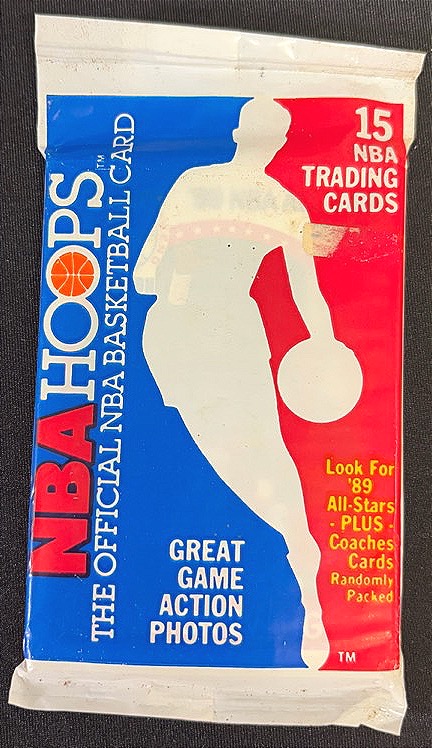 NBA HOOPS™
THE OFFICIAL NBA BASKETBALL CARD
15
NBA
TRADING
CARDS
Look For
'89
All-Stars
- PLUS -
Coaches
Cards
Randomly
Packed
GREAT
GAME
ACTION
PHOTOS
TM